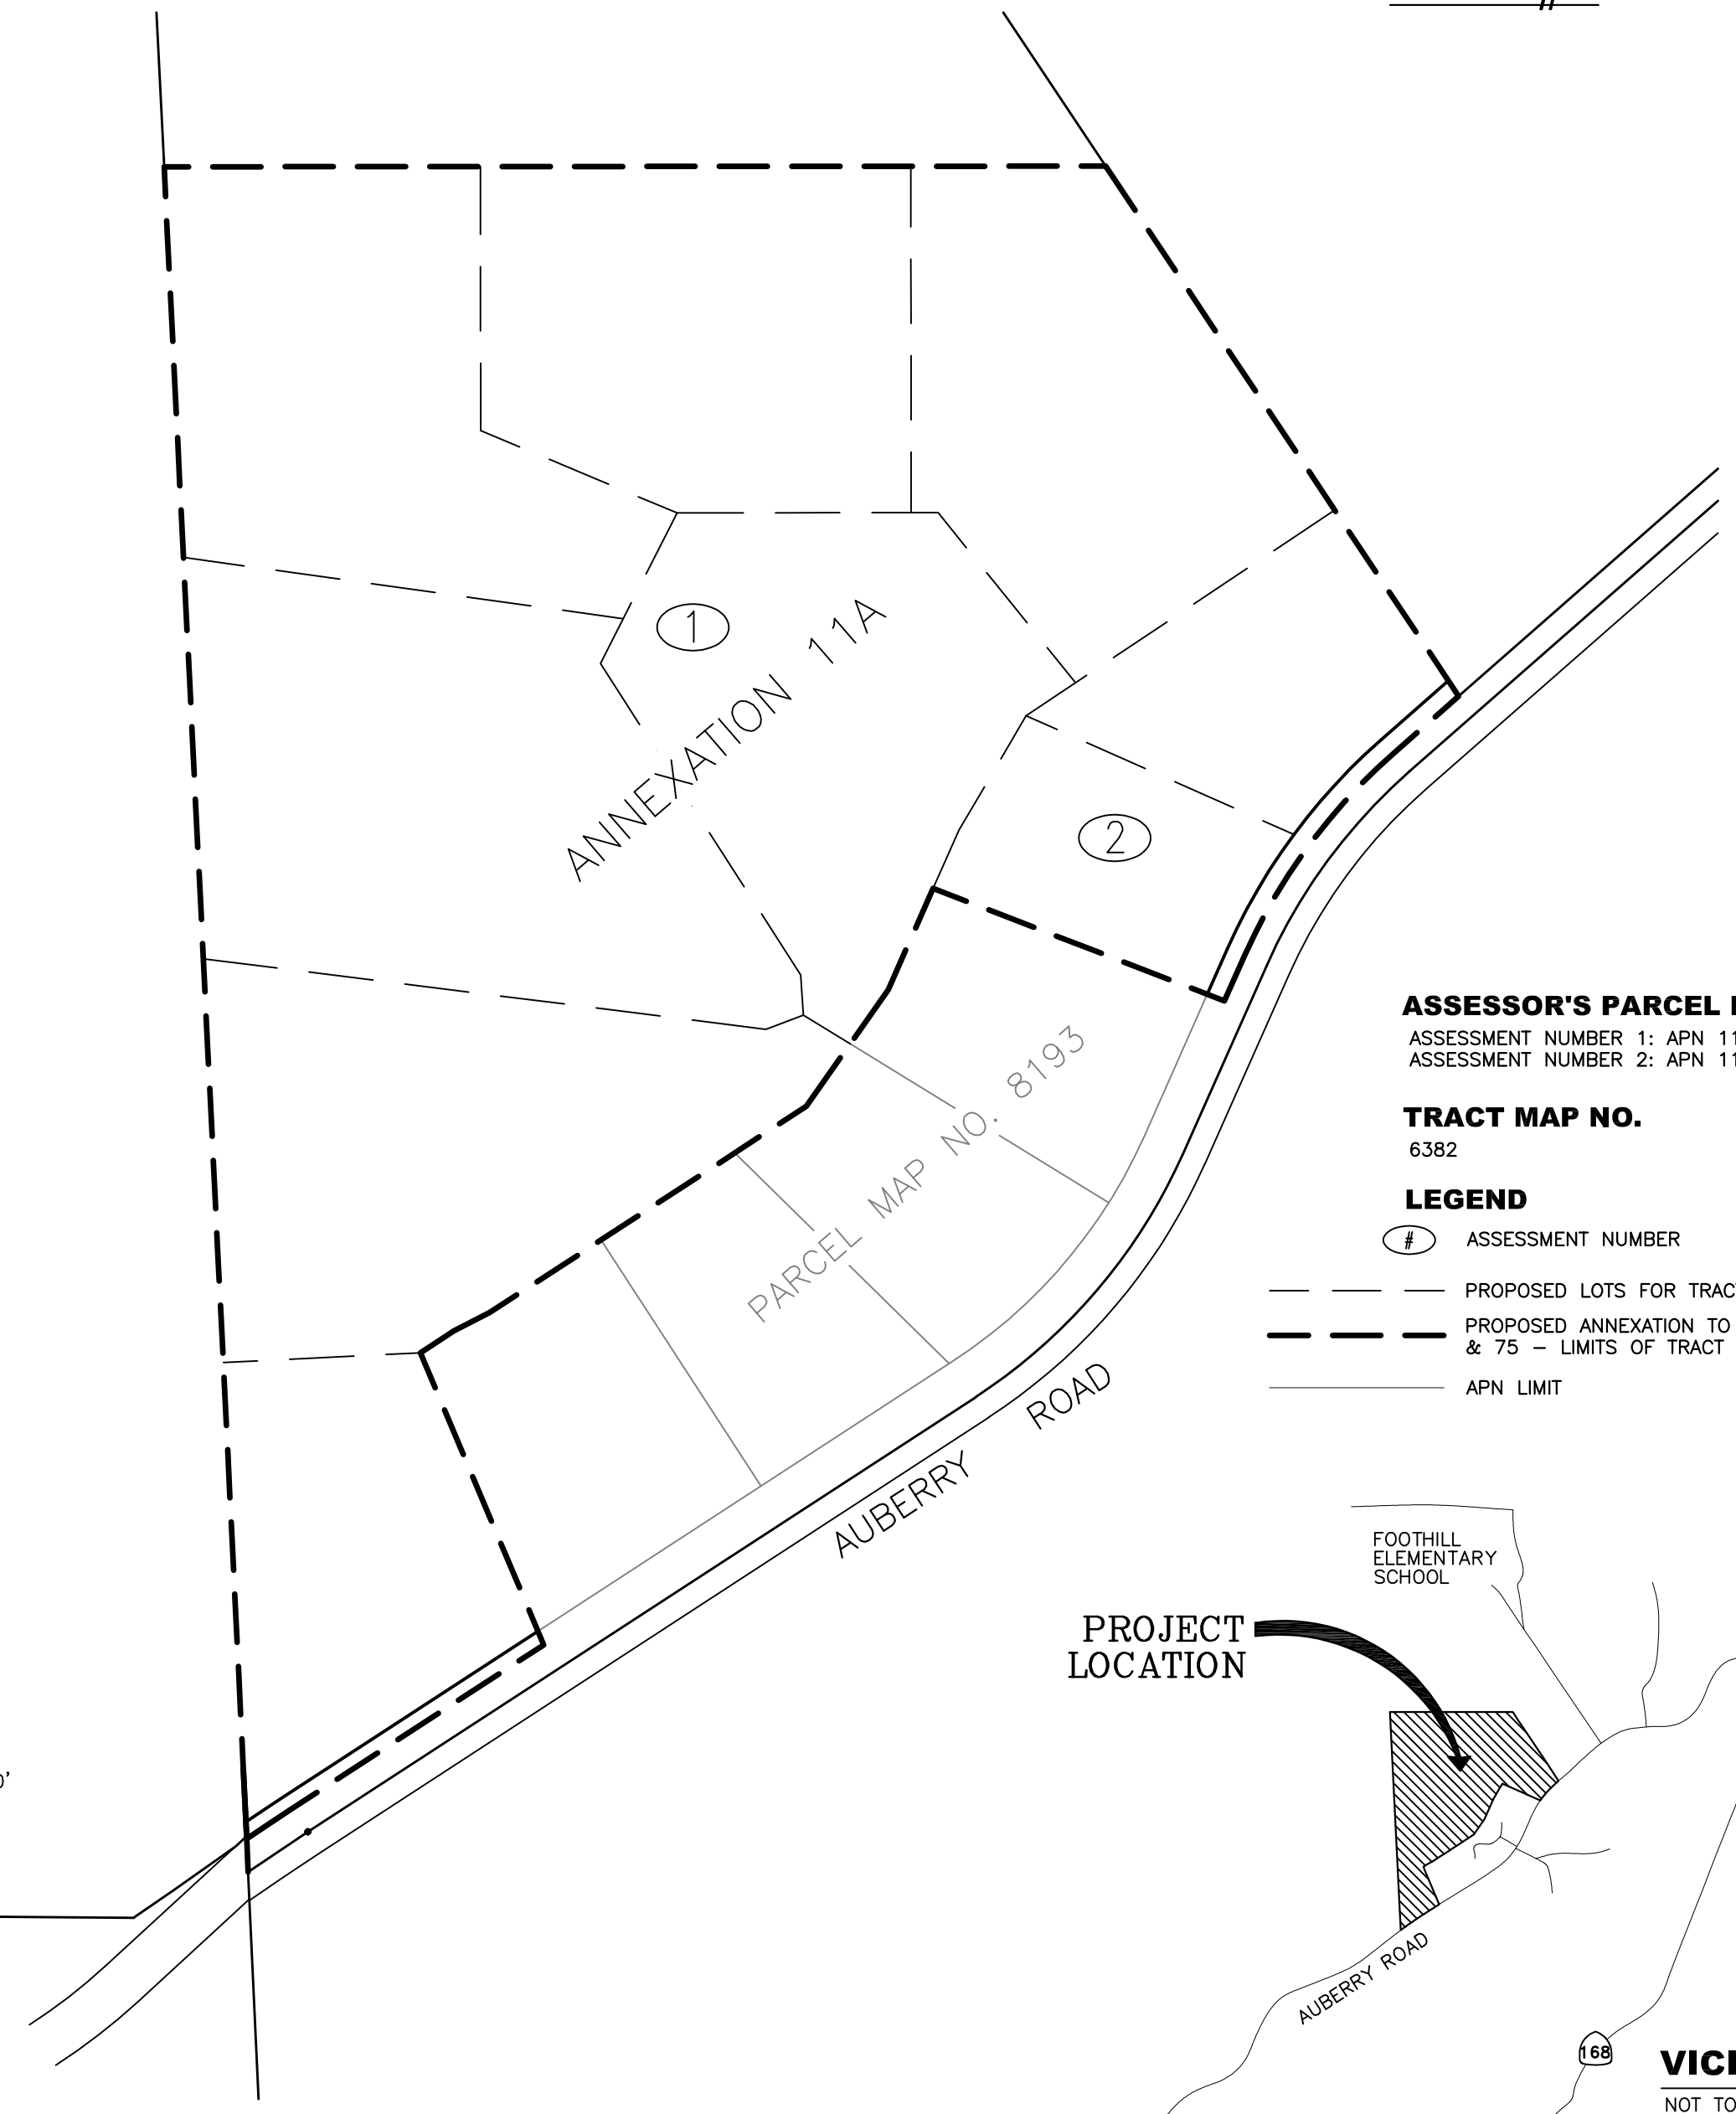 1
ANNEXATION 11A
2
PARCEL MAP NO. 8193
AUBERRY ROAD
ASSESSOR'S PARCEL
ASSESSMENT NUMBER 1: APN 11
ASSESSMENT NUMBER 2: APN 11
TRACT MAP NO.
6382
LEGEND
# ASSESSMENT NUMBER
PROPOSED LOTS FOR
PROPOSED ANNEXATION TO
& 75 – LIMITS OF TRACT
APN LIMIT
FOOTHILL
ELEMENTARY
SCHOOL
PROJECT
LOCATION
AUBERRY ROAD
168
NOT TO